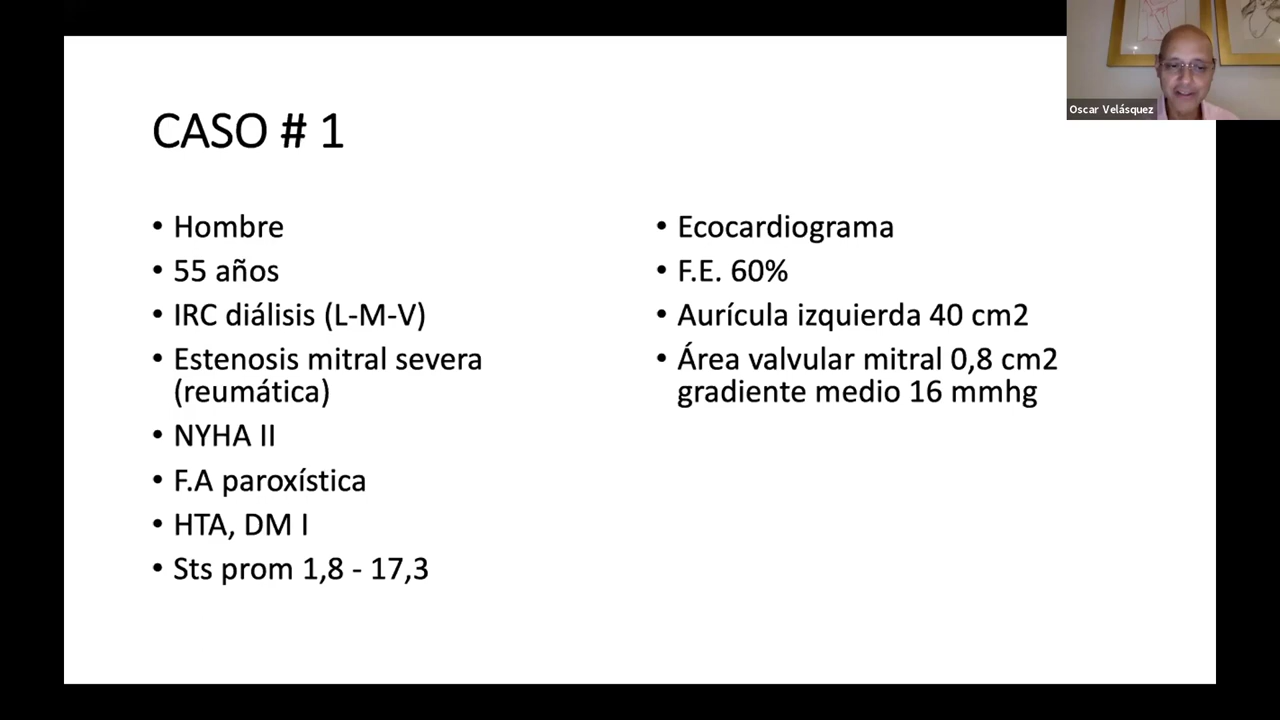 Oscar Velásquez
CASO # 1
• Hombre
• 55 años
• IRC diálisis (L-M-V)
• Estenosis mitral severa
(reumática)
• NYHA II
• F.A paroxística
• HTA, DM I
• Sts prom 1,8 - 17,3
• Ecocardiograma
• F.E. 60%
• Aurícula izquierda 40 cm2
• Área valvular mitral 0,8 cm2
gradiente medio 16 mmhg